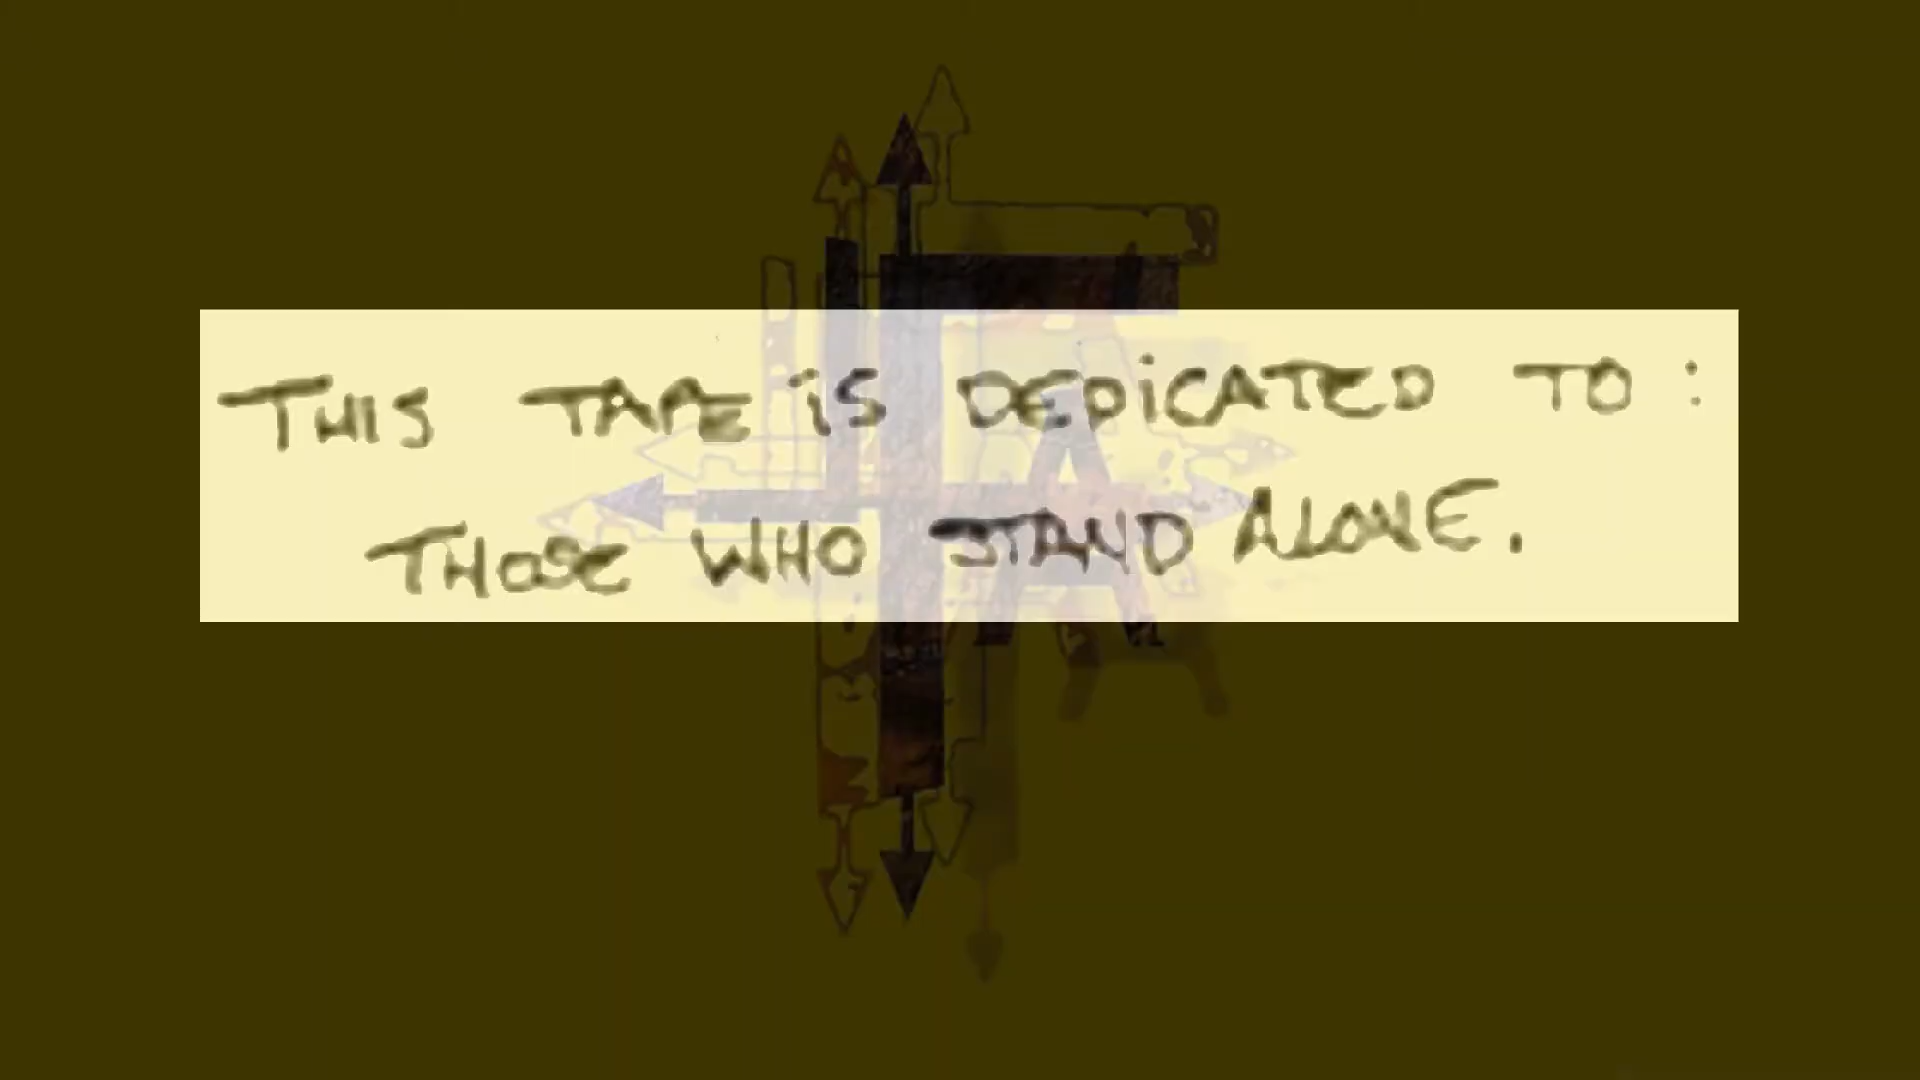 THIS TAPE iS DEDiCATED TO :
THOSE WHO STAND ALONE.